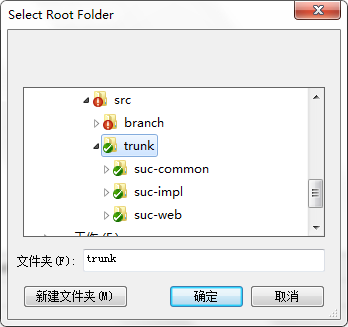 Select Root Folder
src
branch
trunk
suc-common
suc-impl
suc-web
文件夹(F): trunk
新建文件夹(M) 确定 取消